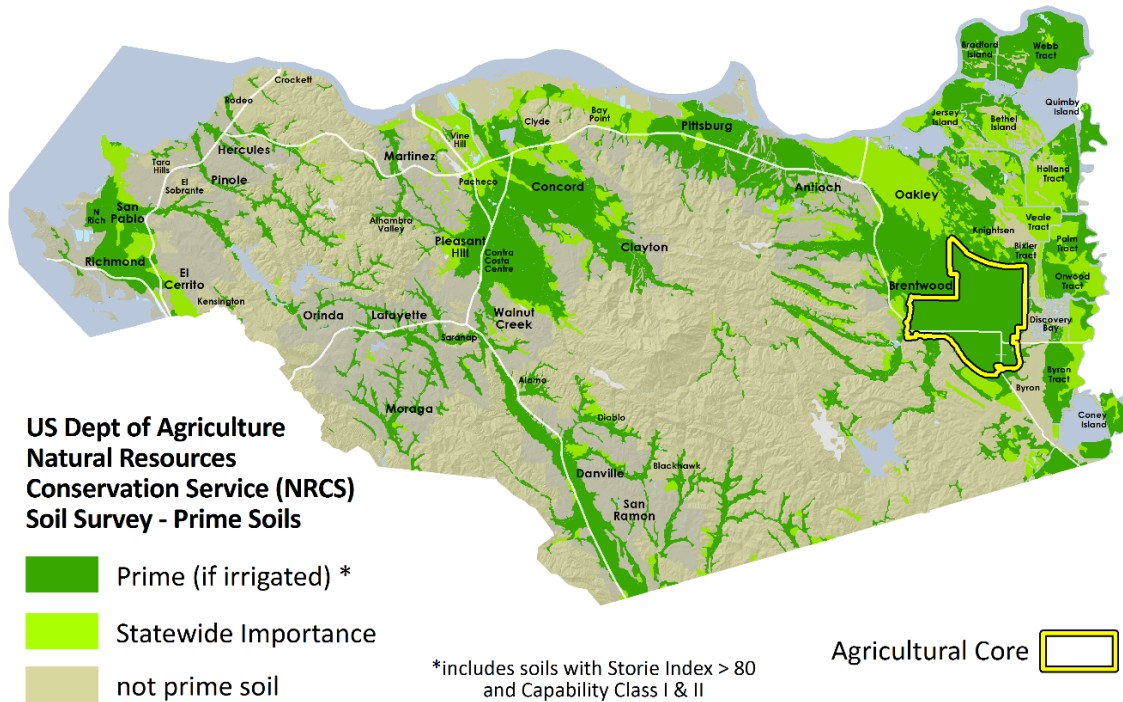 Crockett
Rodeo
Hercules
Tara
Hills
El
Sobrante
Pinole
N
Rich
San
Pablo
Richmond
El
Cerrito
Kensington
Martinez
Vine
Hill
Pacheco
Clyde
Bay
Point
Pittsburg
Concord
Clayton
Alhambra
Valley
Pleasant
Hill
Contra
Costa
Centre
Walnut
Creek
Orinda
Lafayette
Saranap
Moraga
Alamo
Diablo
Danville
Blackhawk
San
Ramon
Antioch
Oakley
Brentwood
Knightsen
Bradford
Island
Webb
Tract
Quimby
Island
Jersey
Island
Bethel
Island
Holland
Tract
Veale
Tract
Bixler
Tract
Palm
Tract
Orwood
Tract
Discovery
Bay
Byron
Byron
Tract
Coney
Island
US Dept of Agriculture
Natural Resources
Conservation Service (NRCS)
Soil Survey - Prime Soils
Prime (if irrigated) *
Statewide Importance
not prime soil
*includes soils with Storie Index > 80
and Capability Class I & II
Agricultural Core